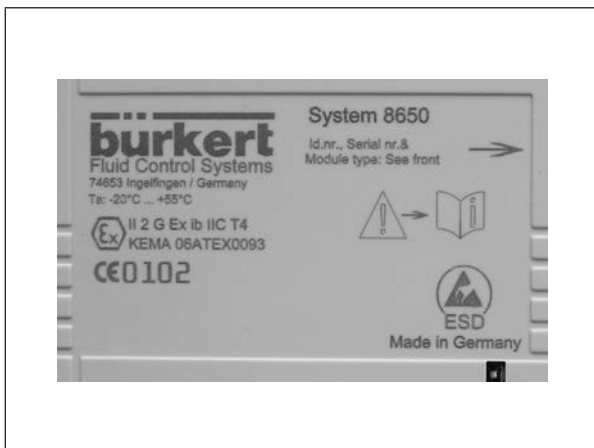 bürkert
Fluid Control Systems
74653 Ingelfingen / Germany
Ta: -20°C ... +55°C
εx II 2 G Ex ib IIC T4
KEMA 06ATEX0093
CE0102
System 8650
Id.nr., Serial nr.&
Module type: See front
ESD
Made in Germany